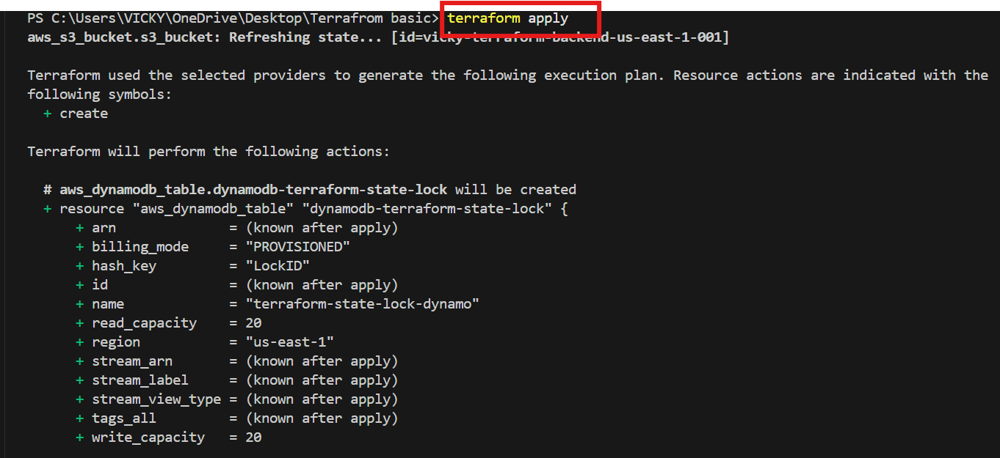 PS C:\Users\VICKY\OneDrive\Desktop\Terrafrom basic> terraform apply
aws_s3_bucket.s3_bucket: Refreshing state... [id=vicky-terraform-backend-us-east-1-001]
Terraform used the selected providers to generate the following execution plan. Resource actions are indicated with the
following symbols:
+ create
Terraform will perform the following actions:
# aws_dynamodb_table.dynamodb-terraform-state-lock will be created
+ resource "aws_dynamodb_table" "dynamodb-terraform-state-lock" {
+ arn = (known after apply)
+ billing_mode = "PROVISIONED"
+ hash_key = "LockID"
+ id = (known after apply)
+ name = "terraform-state-lock-dynamo"
+ read_capacity = 20
+ region = "us-east-1"
+ stream_arn = (known after apply)
+ stream_label = (known after apply)
+ stream_view_type = (known after apply)
+ tags_all = (known after apply)
+ write_capacity = 20